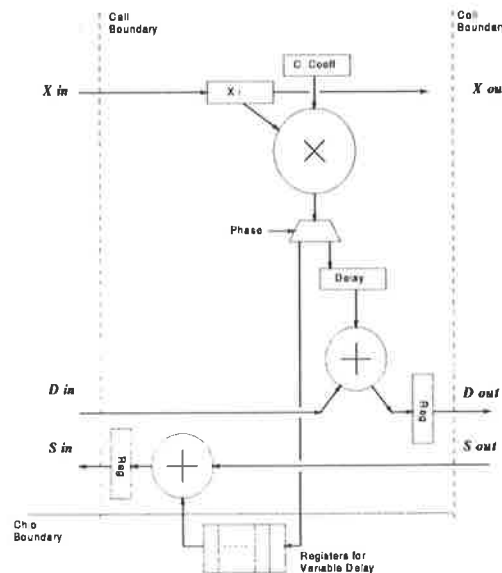 Cell
Boundary
Cell
Boundary
C Coeff
X in
X i
X out
Phase
Delay
D in
Reg
D out
S in
Reg
S out
Chip
Boundary
Registers for
Variable Delay